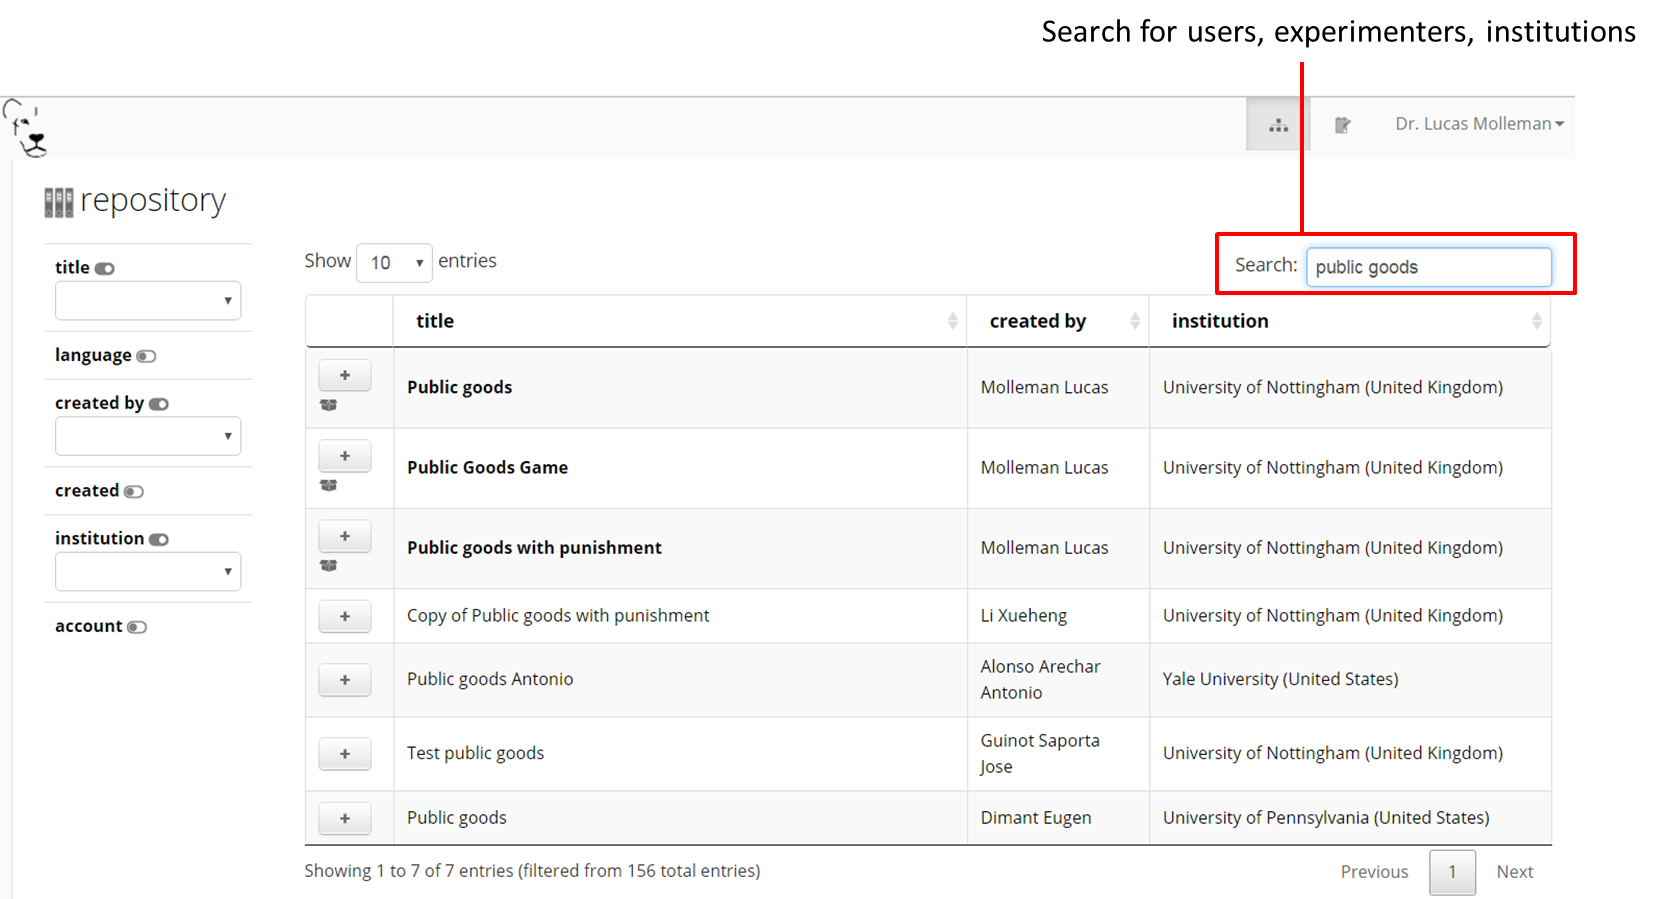 Search for users, experimenters, institutions
Dr. Lucas Molleman
repository
title
language
created by
created
institution
account
Show 10 entries
Search: public goods
title created by institution
+ Public goods Molleman Lucas University of Nottingham (United Kingdom)
+ Public Goods Game Molleman Lucas University of Nottingham (United Kingdom)
+ Public goods with punishment Molleman Lucas University of Nottingham (United Kingdom)
+ Copy of Public goods with punishment Li Xueheng University of Nottingham (United Kingdom)
+ Public goods Antonio Alonso Arechar Yale University (United States)
Antonio
+ Test public goods Guinot Saporta University of Nottingham (United Kingdom)
Jose
+ Public goods Dimant Eugen University of Pennsylvania (United States)
Showing 1 to 7 of 7 entries (filtered from 156 total entries)
Previous 1 Next